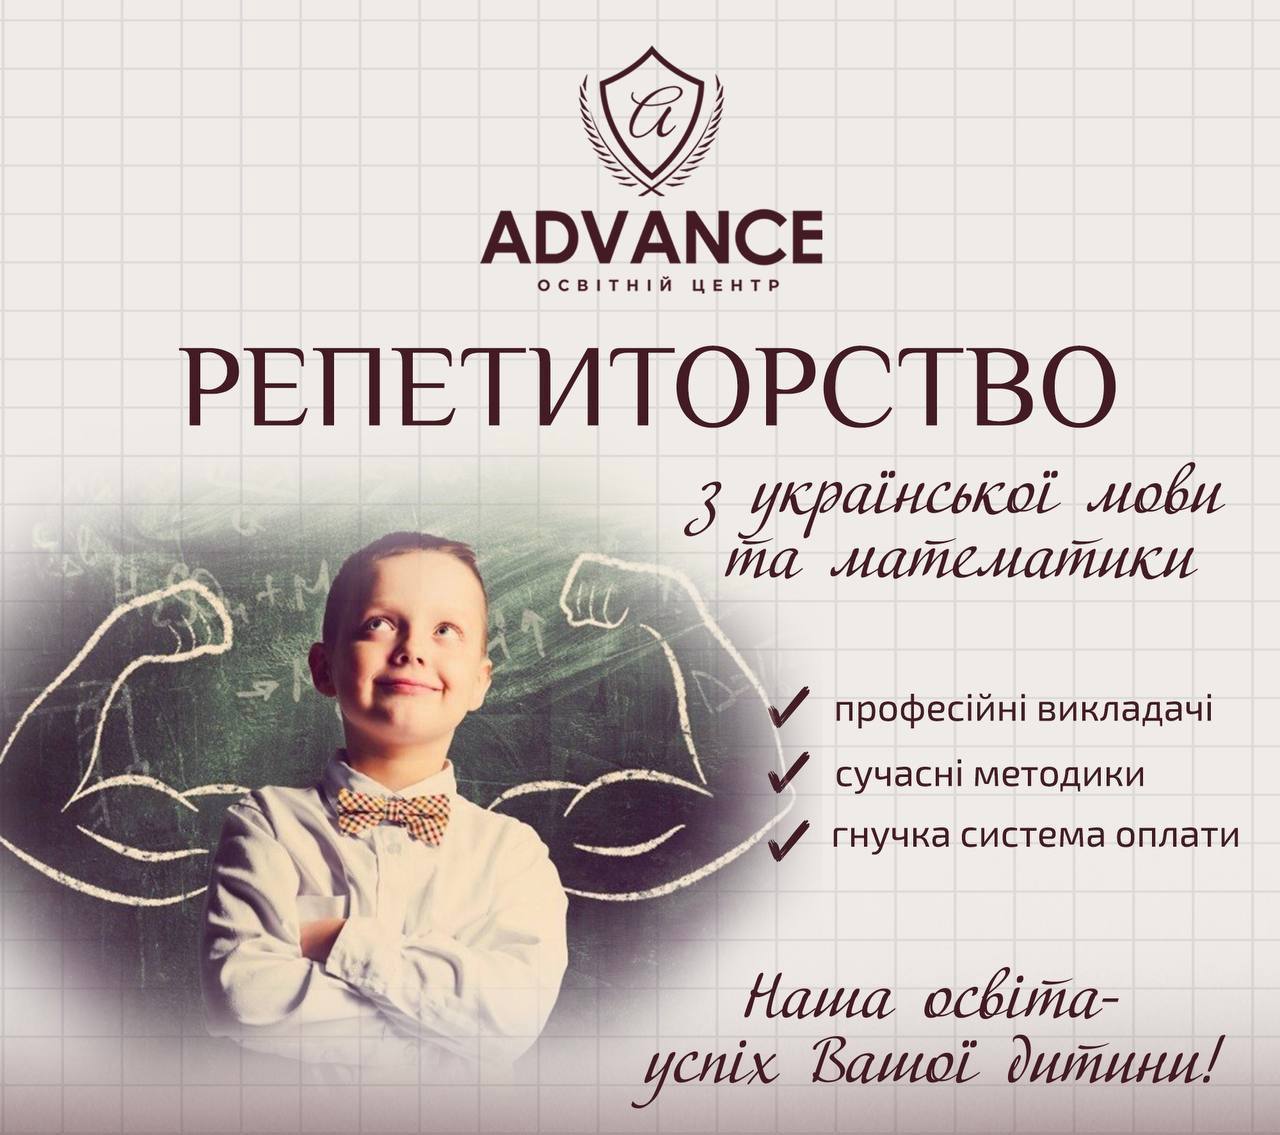 a
ADVANCE
ОСВІТНІЙ ЦЕНТР
РЕПЕТИТОРСТВО
з української мови
та математики
професійні викладачі
сучасні методики
гнучка система оплати
Наша освіта-
успіх Вашої дитини!